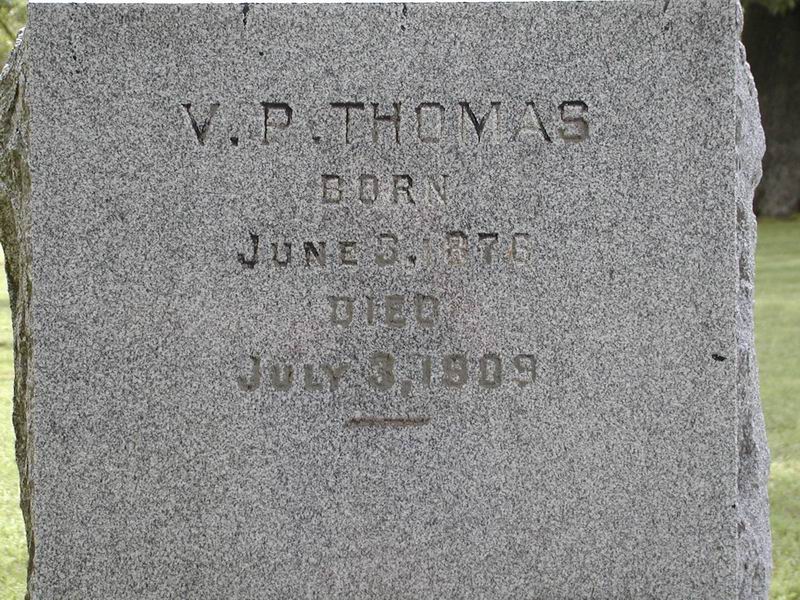 V. P. THOMAS
BORN
JUNE 3, 1876
DIED
JULY 3, 1909